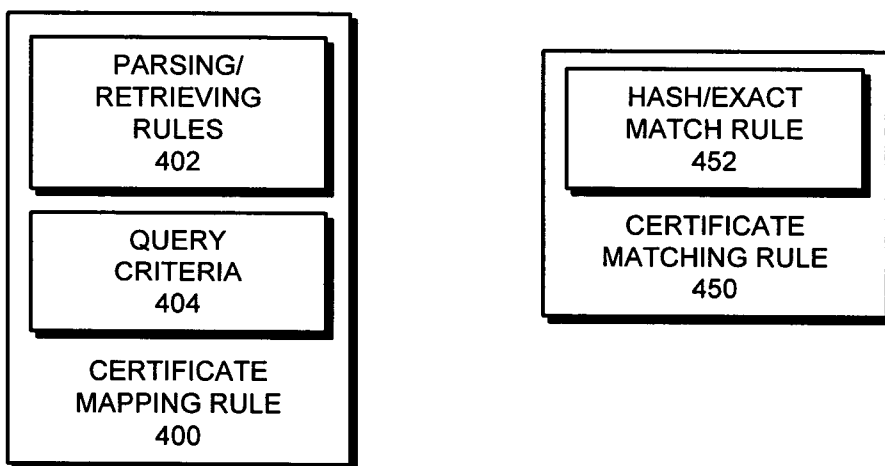 PARSING/
RETRIEVING
RULES
402
QUERY
CRITERIA
404
CERTIFICATE
MAPPING RULE
400
HASH/EXACT
MATCH RULE
452
CERTIFICATE
MATCHING RULE
450